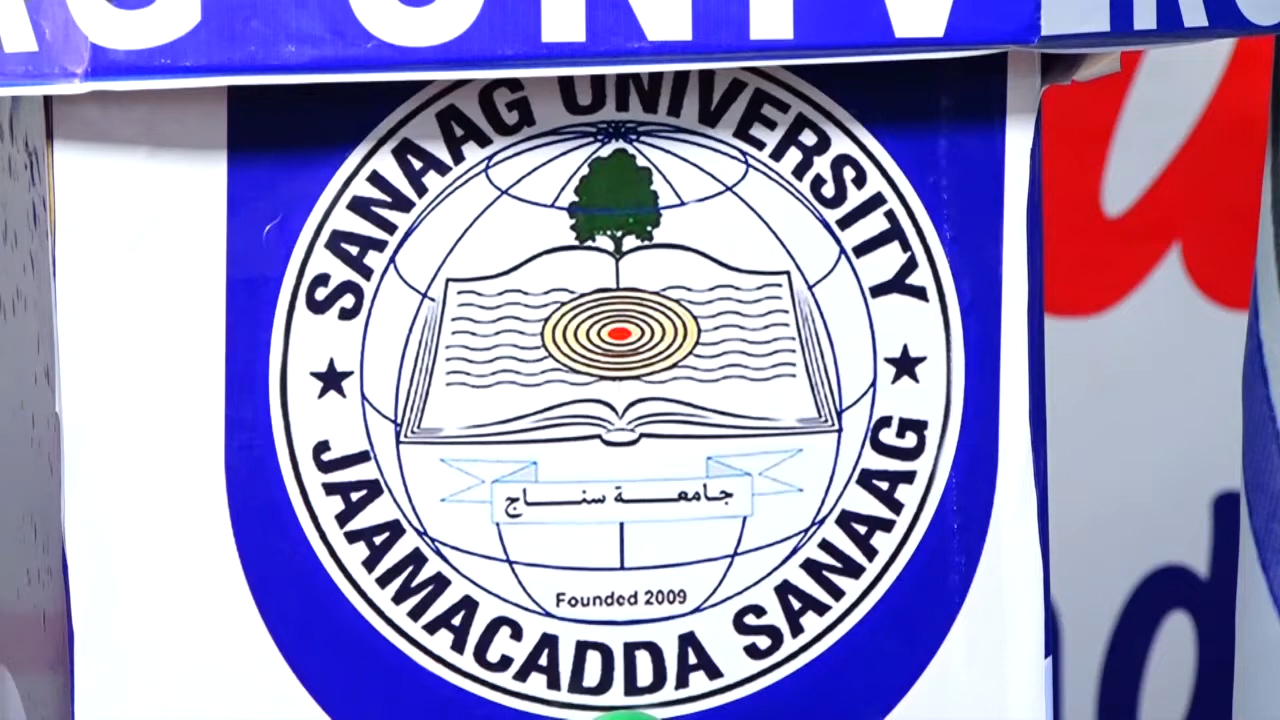 SANAAG UNIVERSITY
جامعة سناج
Founded 2009
JAAMACADDA SANAAG